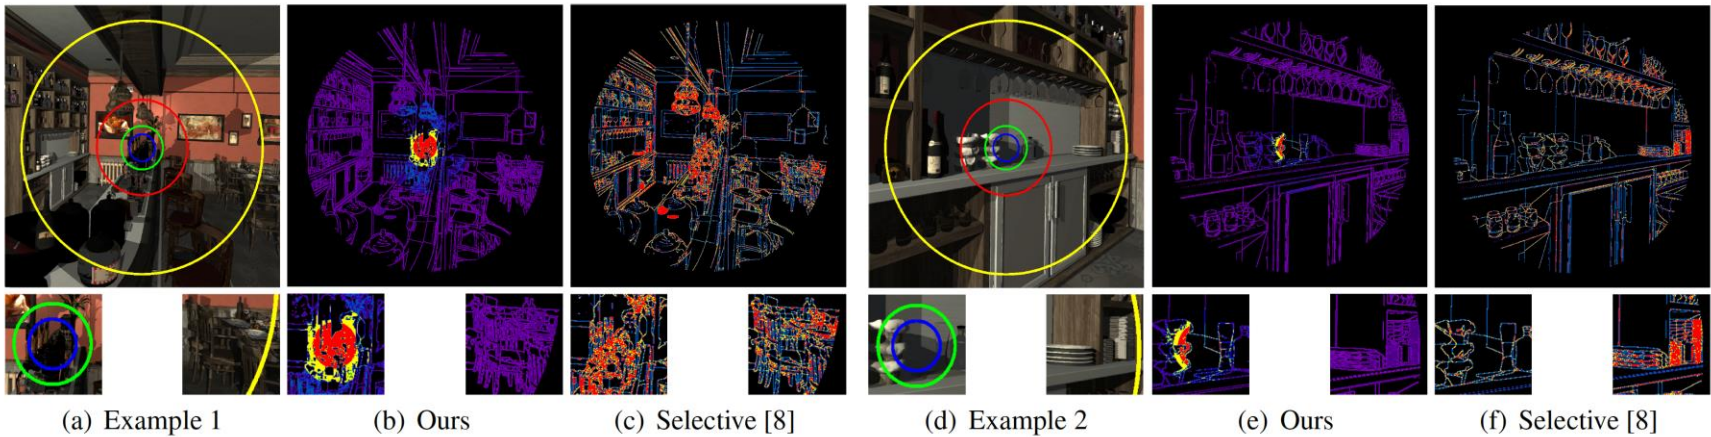 (a) Example 1
(b) Ours
(c) Selective [8]
(d) Example 2
(e) Ours
(f) Selective [8]